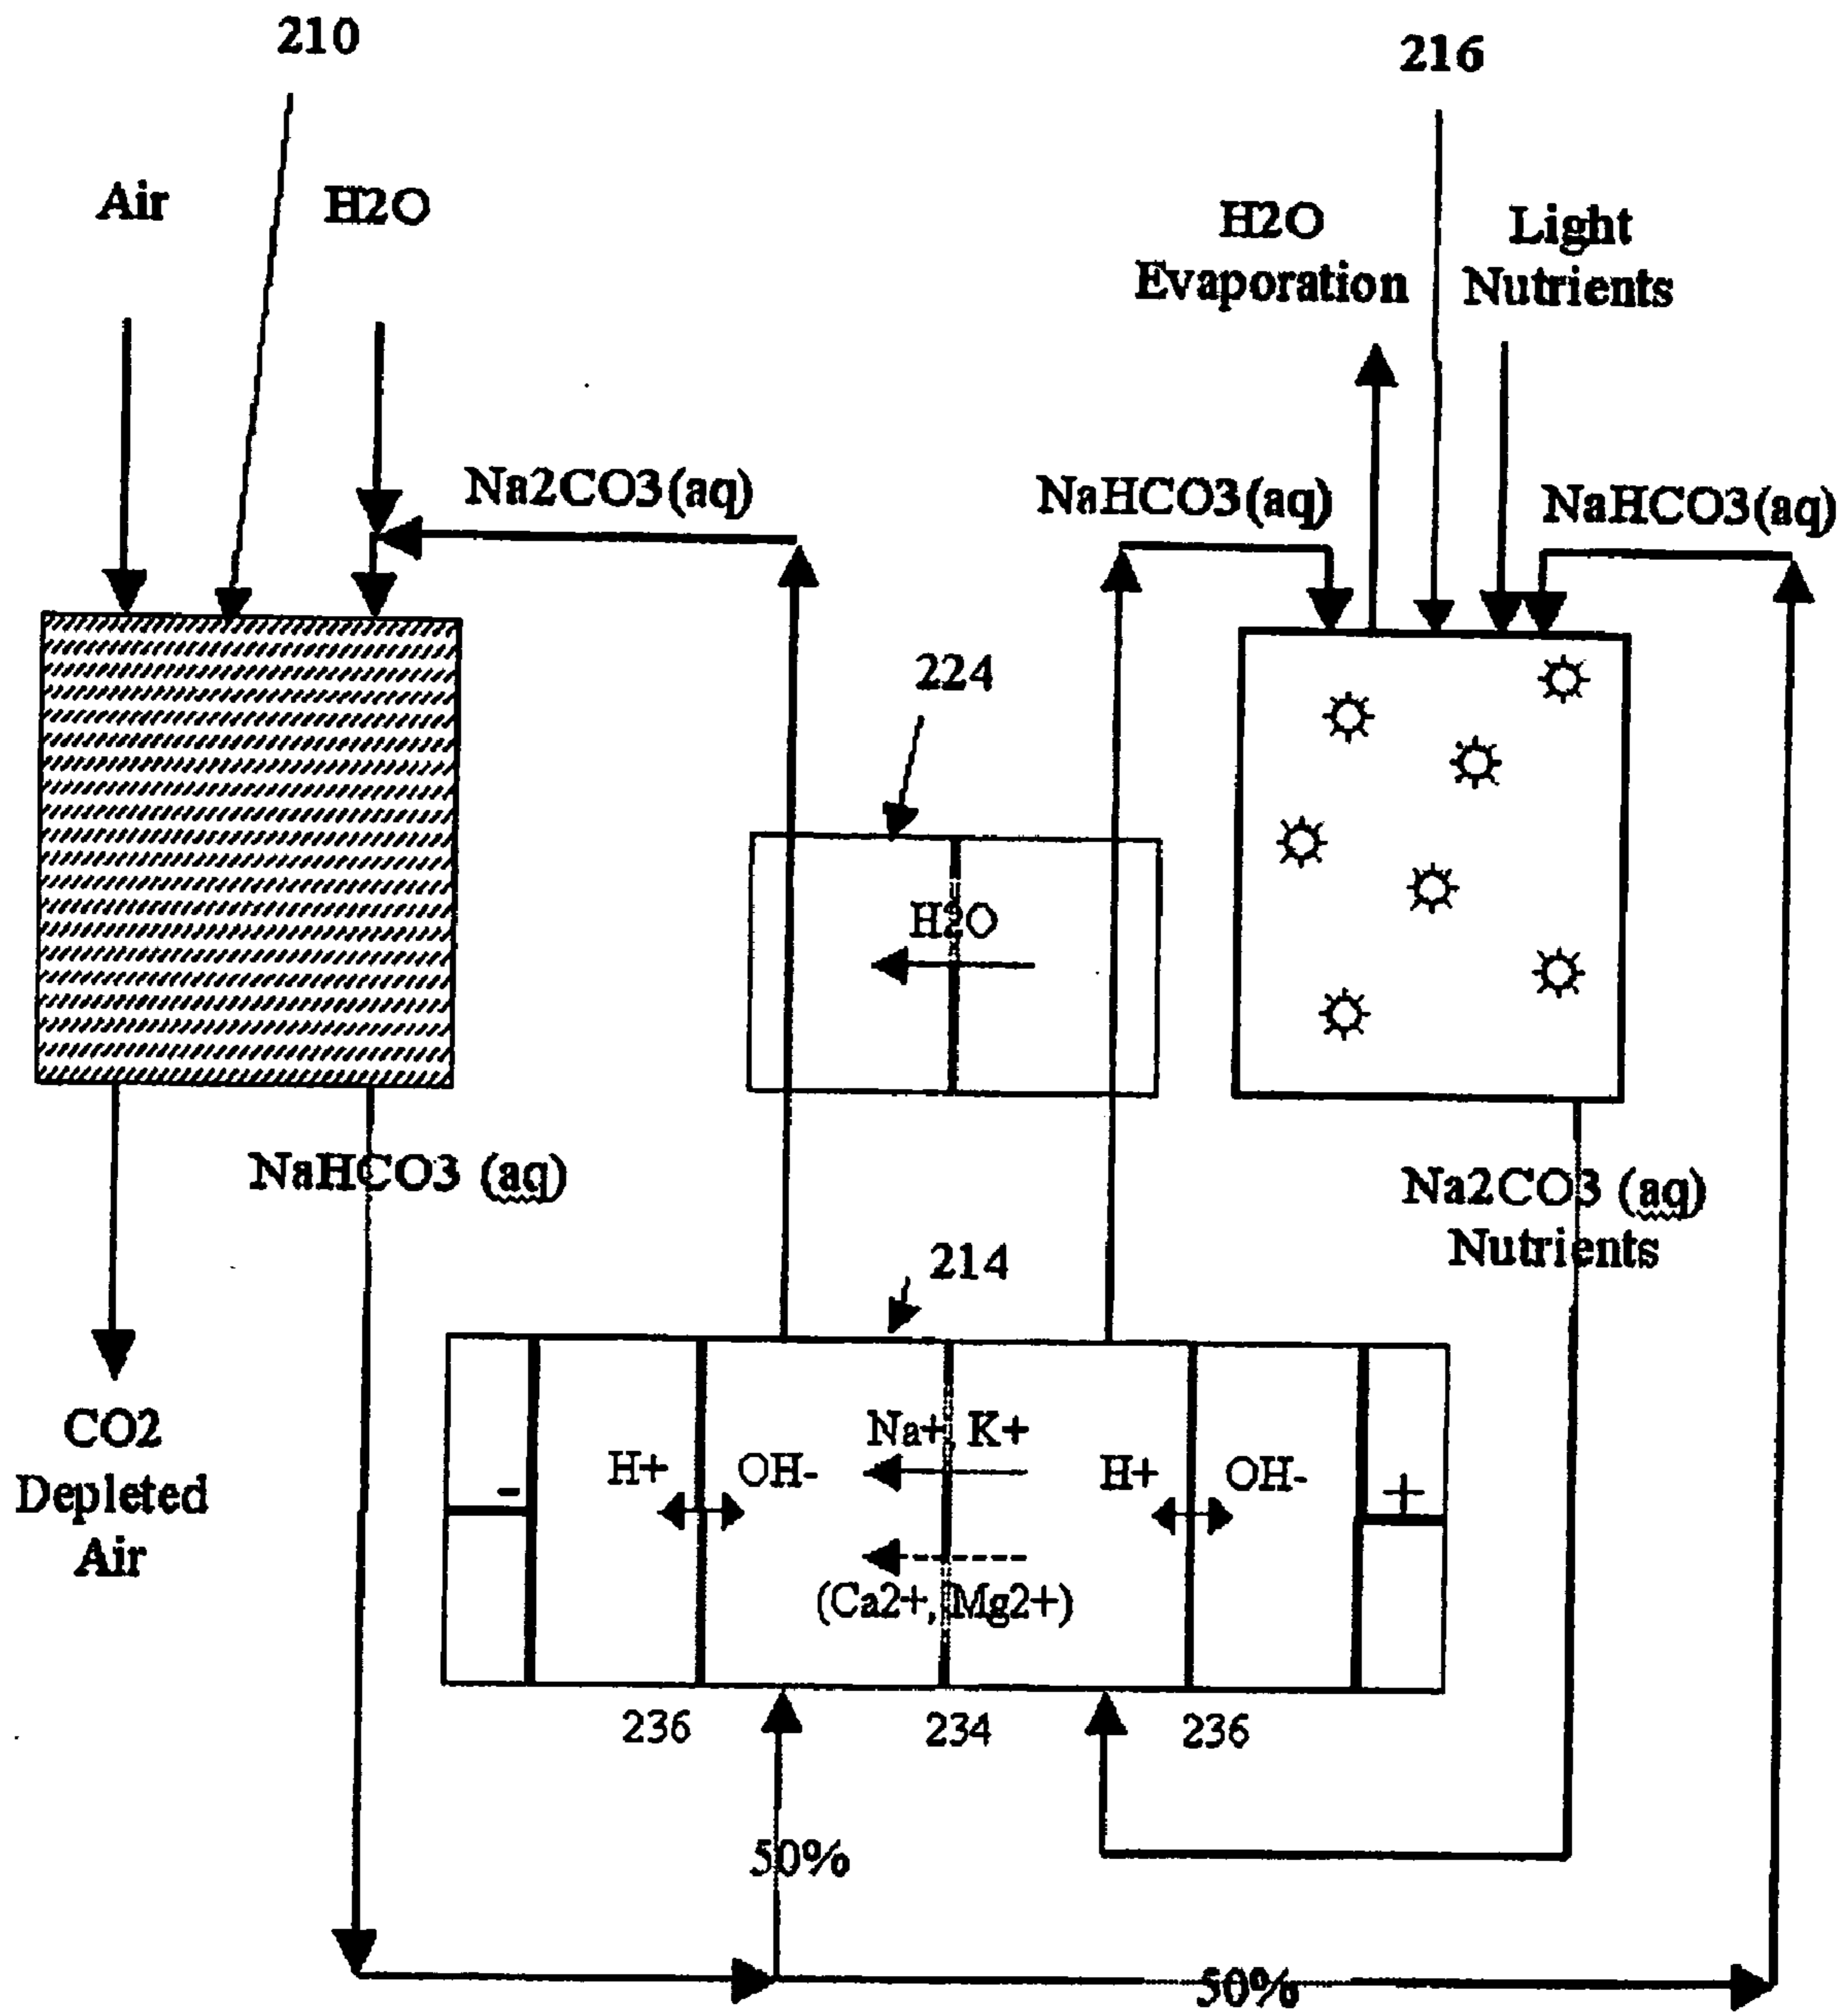 210
216
Air
H2O
H2O
Evaporation
Light
Nutrients
Na2CO3(aq)
NaHCO3(aq)
NaHCO3(aq)
224
H2O
NaHCO3 (aq)
Na2CO3 (aq)
Nutrients
214
CO2
Depleted
Air
-
H+
OH-
Na+, K+
H+
OH-
+
(Ca2+, Mg2+)
236
234
236
50%
50%